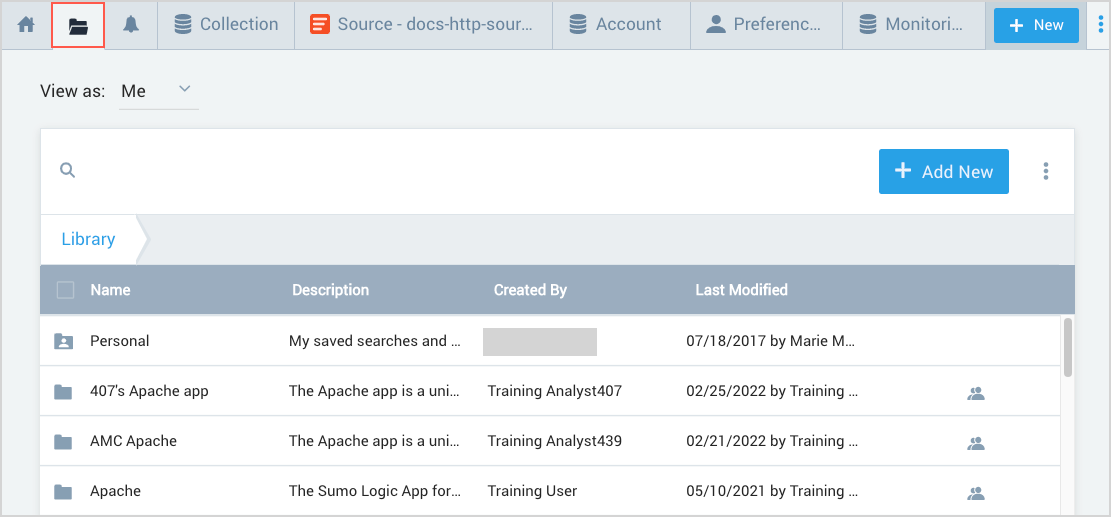 Collection Source - docs-http-sour... Account Preferenc... Monitori... New
View as: Me
Add New
Library
Name Description Created By Last Modified
Personal My saved searches and ... 07/18/2017 by Marie M...
407's Apache app The Apache app is a uni... Training Analyst407 02/25/2022 by Training ...
AMC Apache The Apache app is a uni... Training Analyst439 02/21/2022 by Training ...
Apache The Sumo Logic App for... Training User 05/10/2021 by Training ...